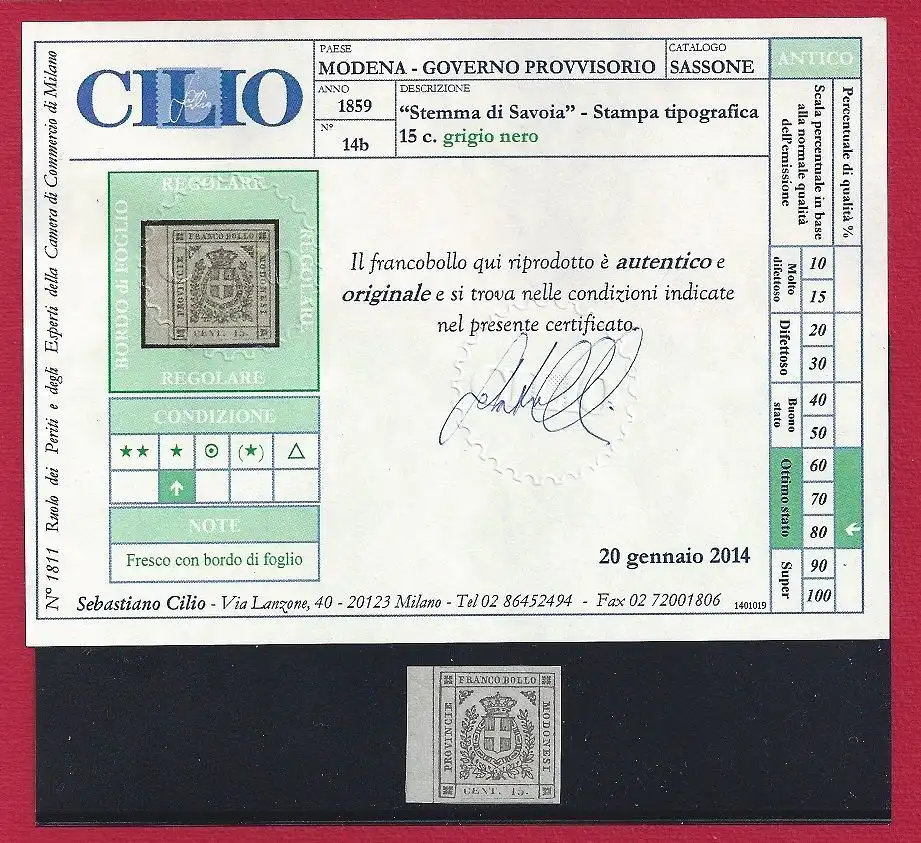 CILIO
PAESE
MODENA - GOVERNO PROVVISORIO
CATALOGO
SASSONE
ANTICO
ANNO
1859
DESCRIZIONE
“Stemma di Savoia” - Stampa tipografica
N°
14b
15 c. grigio nero
Scala percentuale in base
alla normale qualità
dell'emissione
Percentuale di qualità %
N° 1811 Ruolo dei Periti e degli Esperti della Camera di Commercio di Milano
REGOLARE
BORDO di FOGLIO
REGOLARE
REGOLARE
FRANCO BOLLO
PROVINCIE
MODONESI
CENT. 15.
Il francobollo qui riprodotto è autentico e
originale e si trova nelle condizioni indicate
nel presente certificato.
Molto
difettoso
10
15
Difettoso
20
30
Buono
stato
40
50
Ottimo stato
60
70
80
Super
90
100
CONDIZIONE
★★ ★ (★)
NOTE
Fresco con bordo di foglio
20 gennaio 2014
Sebastiano Cilio - Via Lanzone, 40 - 20123 Milano - Tel 02 86452494 - Fax 02 72001806
1401019
FRANCO BOLLO
PROVINCIE
MODONESI
CENT. 15.